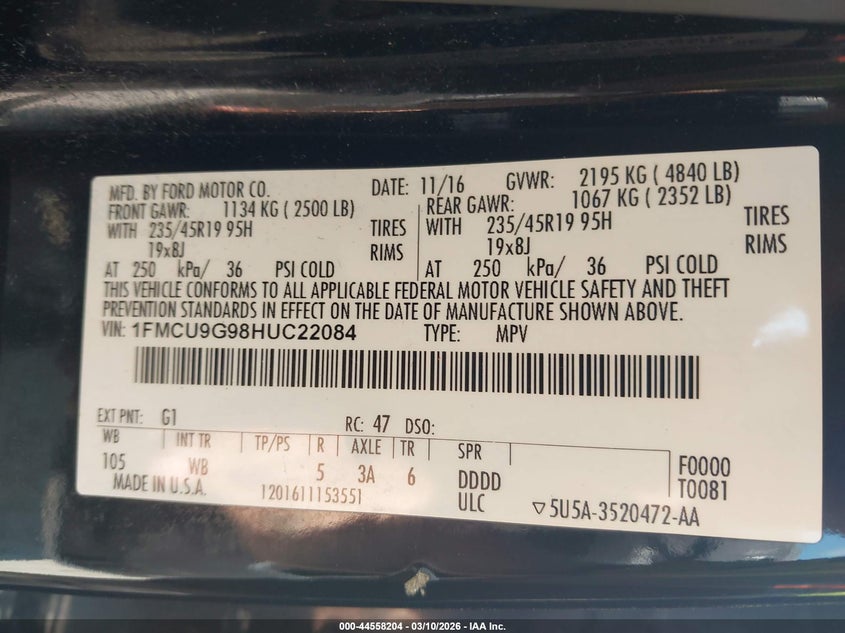 MFD. BY FORD MOTOR CO. DATE: 11/16 GVWR: 2195 KG ( 4840 LB)
FRONT GAWR: 1134 KG ( 2500 LB) REAR GAWR: 1067 KG ( 2352 LB)
WITH 235/45R19 95H TIRES WITH 235/45R19 95H TIRES
19x8J RIMS 19x8J RIMS
AT 250 kPa/ 36 PSI COLD AT 250 kPa/ 36 PSI COLD
THIS VEHICLE CONFORMS TO ALL APPLICABLE FEDERAL MOTOR VEHICLE SAFETY AND THEFT
PREVENTION STANDARDS IN EFFECT ON THE DATE OF MANUFACTURE SHOWN ABOVE.
VIN: 1FMCU9G98HUC22084 TYPE: MPV
EXT PNT: G1 RC: 47 DSO:
WB INT TR TP/PS R AXLE TR SPR
105 WB 5 3A 6 DDDD F0000
MADE IN U.S.A. 1201611153551 ULC T0081
▽5U5A-3520472-AA
000-44558204 — 03/10/2026 — IAA Inc.